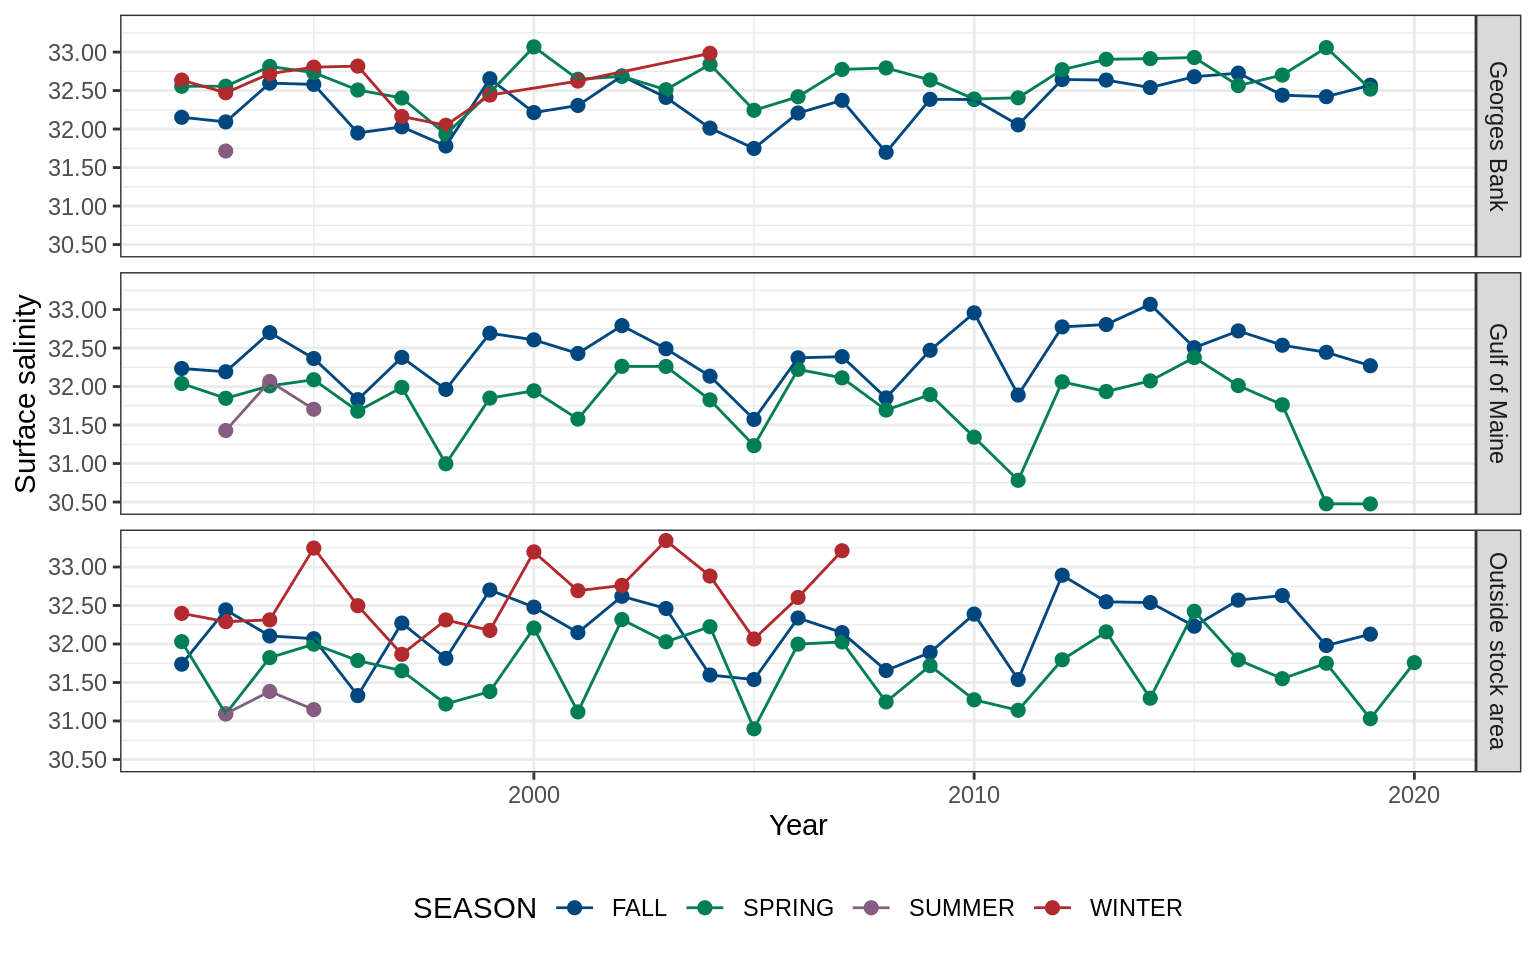 33.00
32.50
32.00
31.50
31.00
30.50
Georges Bank
33.00
32.50
32.00
31.50
31.00
30.50
Gulf of Maine
Surface salinity
33.00
32.50
32.00
31.50
31.00
30.50
Outside stock area
2000 2010 2020
Year
SEASON FALL SPRING SUMMER WINTER